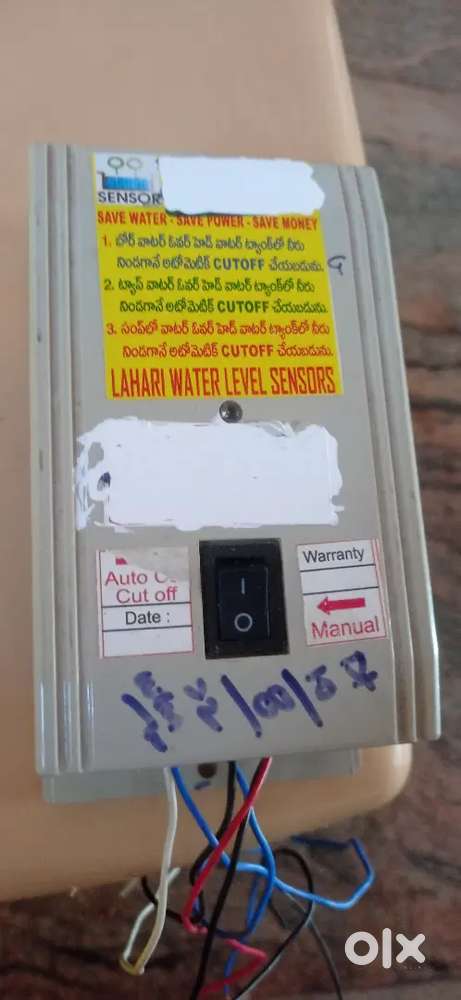 SENSOR
SAVE WATER - SAVE POWER - SAVE MONEY
1. బోర్ వాటర్ ఓవర్ హెడ్ వాటర్ ట్యాంక్‌లో నీరు
నిండగానే ఆటోమెటిక్ CUTOFF చేయబడును.
2. ట్యాప్ వాటర్ ఓవర్ హెడ్ వాటర్ ట్యాంక్‌లో నీరు
నిండగానే ఆటోమెటిక్ CUTOFF చేయబడును.
3. సంప్‌లో వాటర్ ఓవర్ హెడ్ వాటర్ ట్యాంక్‌లో నీరు
నిండగానే ఆటోమెటిక్ CUTOFF చేయబడును.
LAHARI WATER LEVEL SENSORS
Auto
Cut off
Date :
I
O
Warranty
Manual
olx